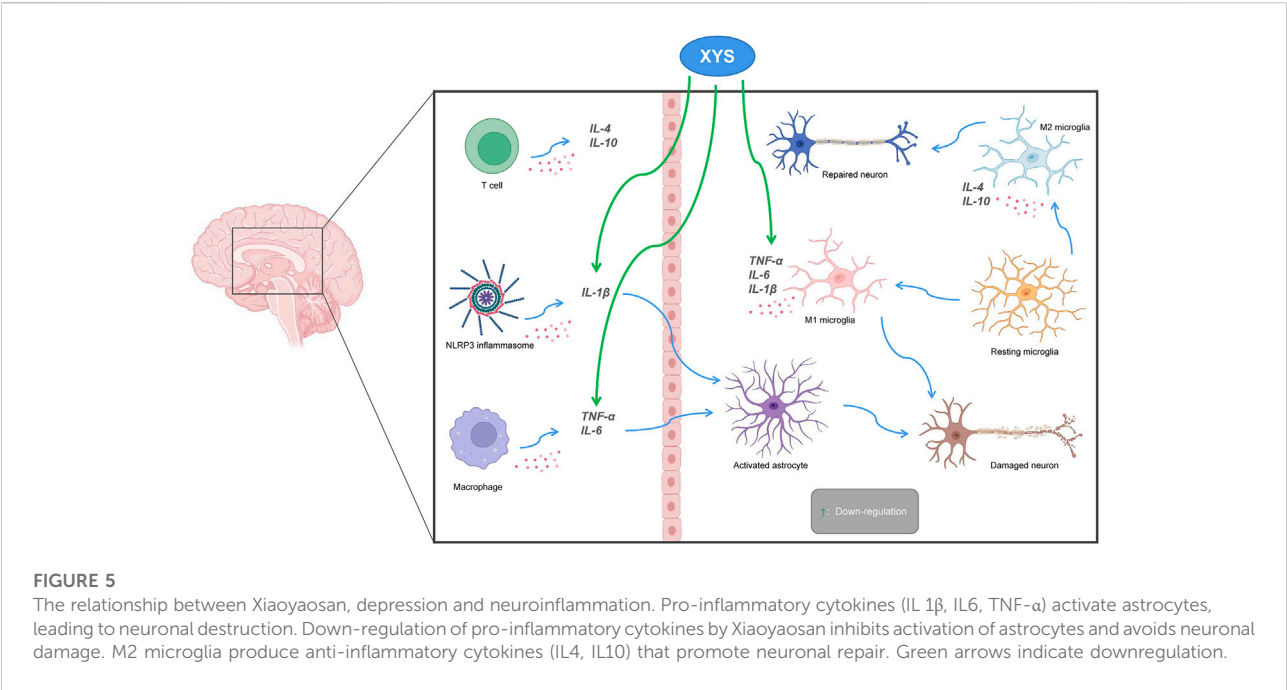 XYS
IL-4
IL-10
T cell
IL-1β
NLRP3 inflammasome
TNF-α
IL-6
Macrophage
Repaired neuron
M2 microglia
IL-4
IL-10
TNF-α
IL-6
IL-1β
M1 microglia
Resting microglia
Activated astrocyte
Damaged neuron
↑: Down-regulation
FIGURE 5
The relationship between Xiaoyaosan, depression and neuroinflammation. Pro-inflammatory cytokines (IL 1β, IL6, TNF-α) activate astrocytes,
leading to neuronal destruction. Down-regulation of pro-inflammatory cytokines by Xiaoyaosan inhibits activation of astrocytes and avoids neuronal
damage. M2 microglia produce anti-inflammatory cytokines (IL4, IL10) that promote neuronal repair. Green arrows indicate downregulation.